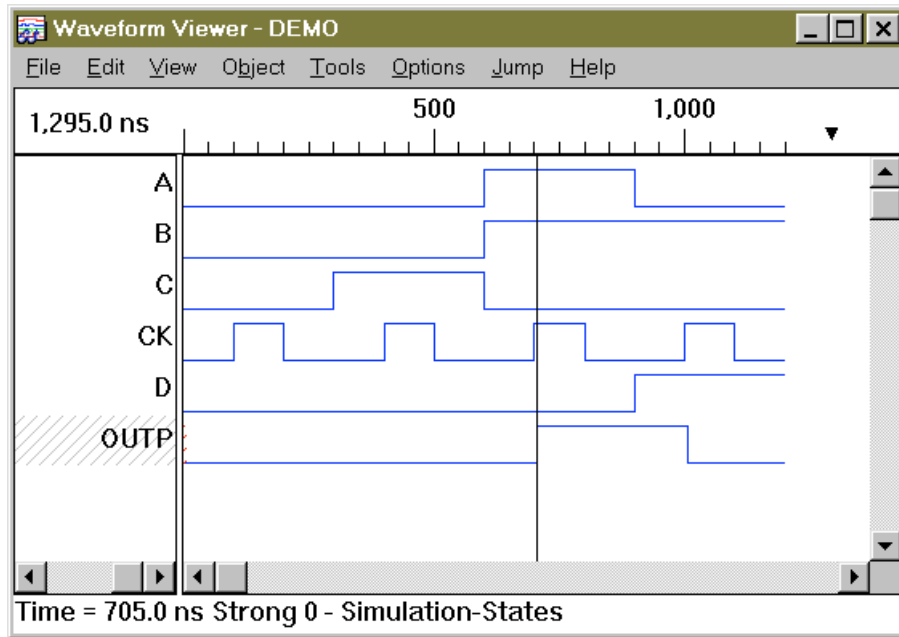 Waveform Viewer - DEMO
File Edit View Object Tools Options Jump Help
1,295.0 ns 500 1,000
A
B
C
CK
D
OUTP
Time = 705.0 ns Strong 0 - Simulation-States